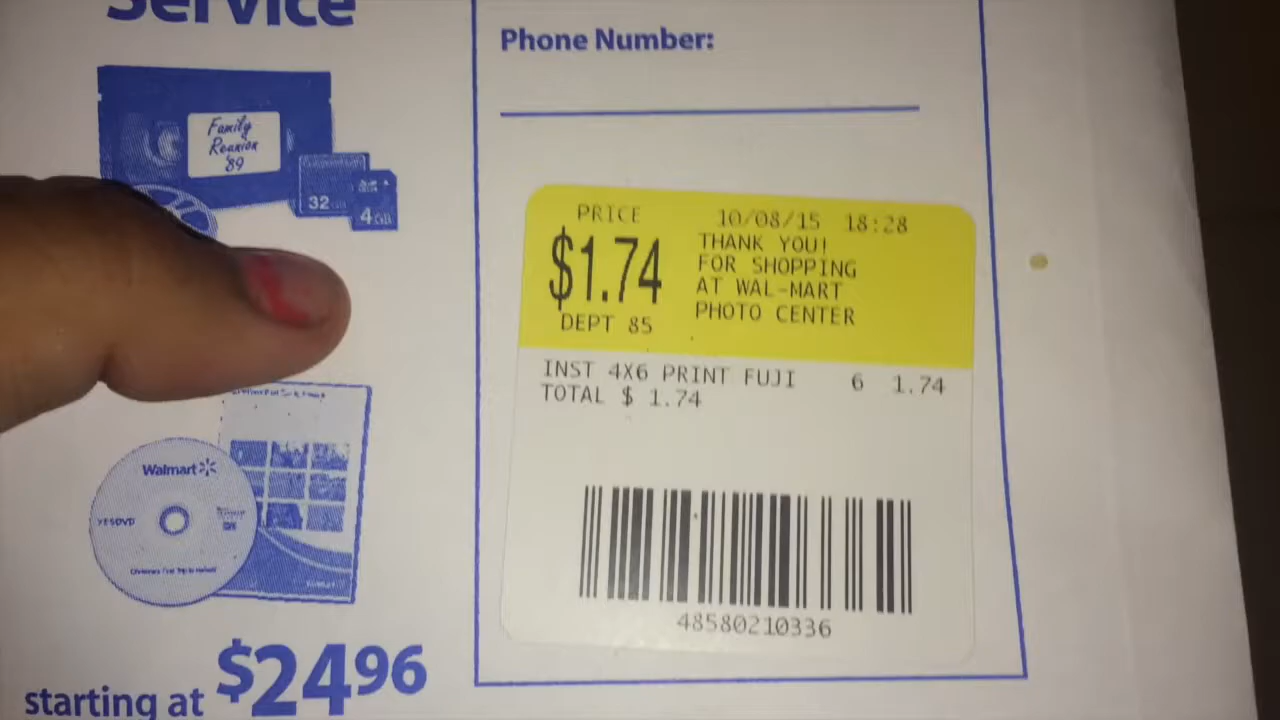 Service
Family
Reunion
'89
32
4GB
Walmart
starting at $24.96
Phone Number:
PRICE 10/08/15 18:28
$1.74 THANK YOU!
FOR SHOPPING
AT WAL-MART
DEPT 85 PHOTO CENTER
INST 4X6 PRINT FUJI 6 1.74
TOTAL $ 1.74
48580210336